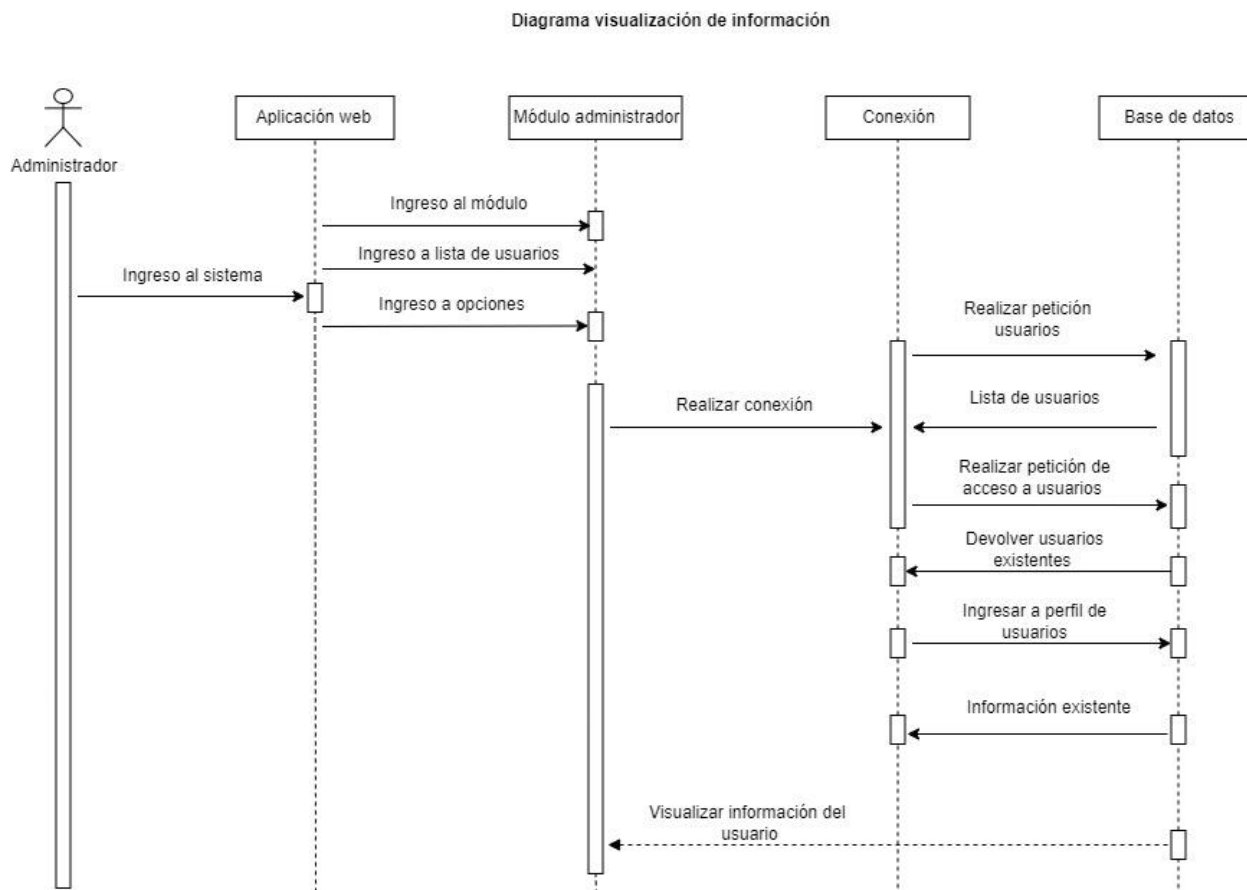 Diagrama visualización de información
Administrador
Aplicación web
Módulo administrador
Conexión
Base de datos
Ingreso al módulo
Ingreso a lista de usuarios
Ingreso al sistema
Ingreso a opciones
Realizar petición
usuarios
Realizar conexión
Lista de usuarios
Realizar petición de
acceso a usuarios
Devolver usuarios
existentes
Ingresar a perfil de
usuarios
Información existente
Visualizar información del
usuario